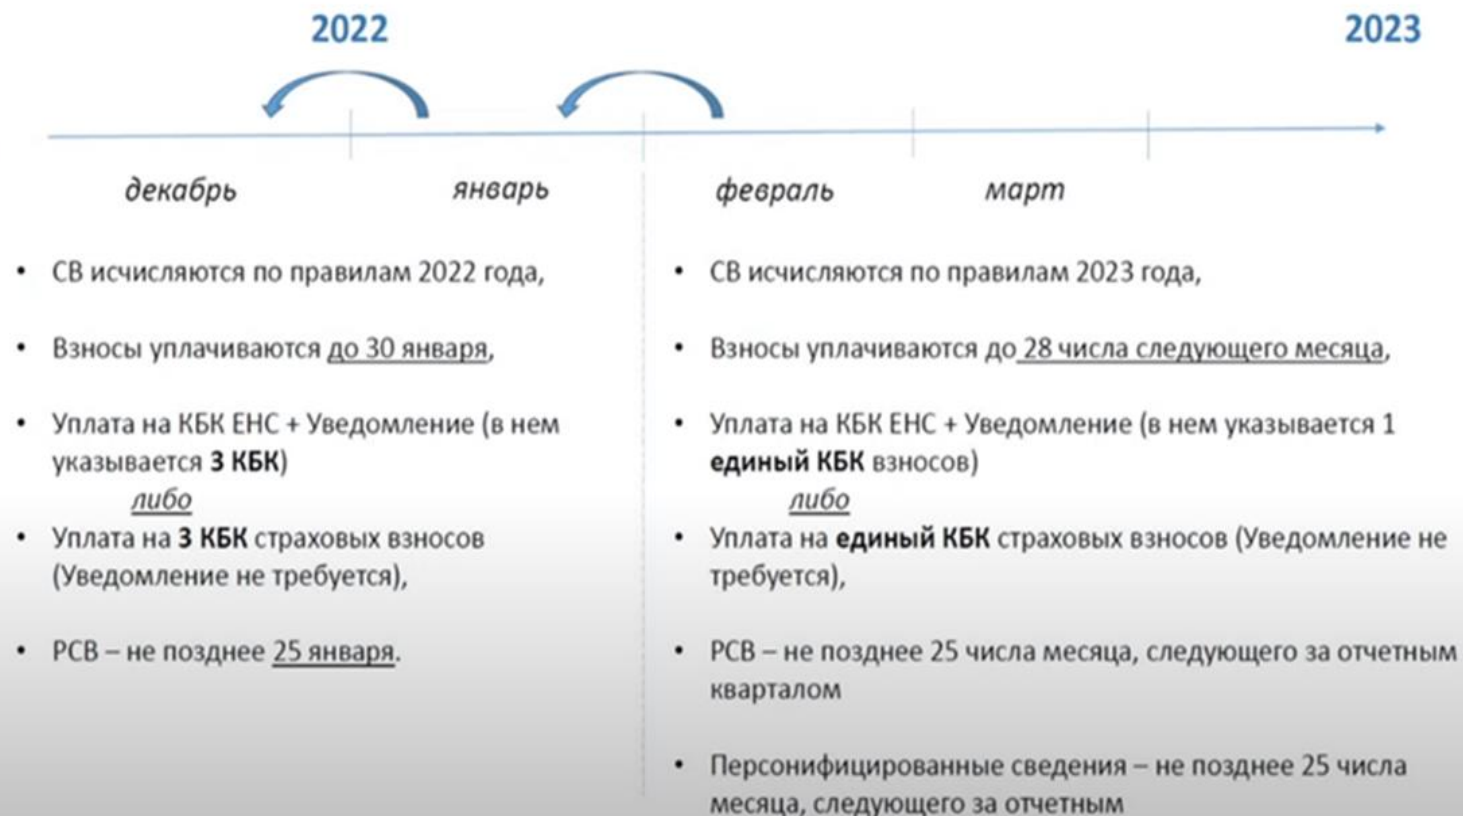 2022
2023
декабрь
январь
февраль
март
• СВ исчисляются по правилам 2022 года,
• Взносы уплачиваются до 30 января,
• Уплата на КБК ЕНС + Уведомление (в нем
указывается 3 КБК)
либо
• Уплата на 3 КБК страховых взносов
(Уведомление не требуется),
• РСВ – не позднее 25 января.
• СВ исчисляются по правилам 2023 года,
• Взносы уплачиваются до 28 числа следующего месяца,
• Уплата на КБК ЕНС + Уведомление (в нем указывается 1
единый КБК взносов)
либо
• Уплата на единый КБК страховых взносов (Уведомление не
требуется),
• РСВ – не позднее 25 числа месяца, следующего за отчетным
кварталом
• Персонифицированные сведения – не позднее 25 числа
месяца, следующего за отчетным